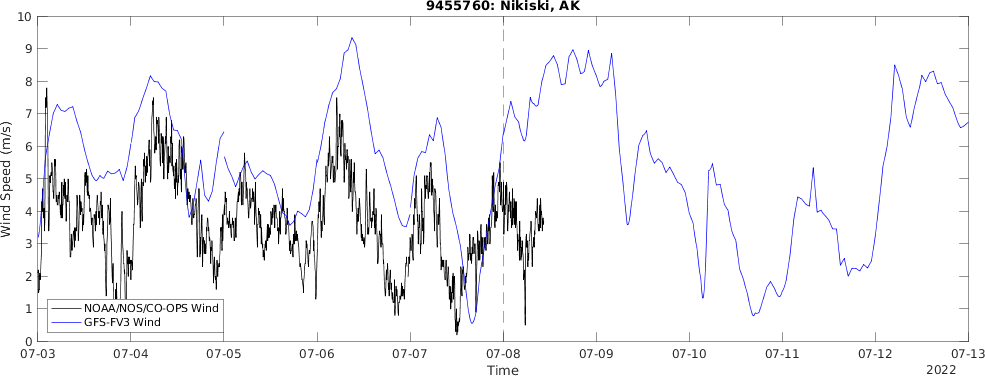 9455760: Nikiski, AK
Wind Speed (m/s)
10
9
8
7
6
5
4
3
2
1
0
NOAA/NOS/CO-OPS Wind
GFS-FV3 Wind
07-03 07-04 07-05 07-06 07-07 07-08 07-09 07-10 07-11 07-12 07-13
Time
2022